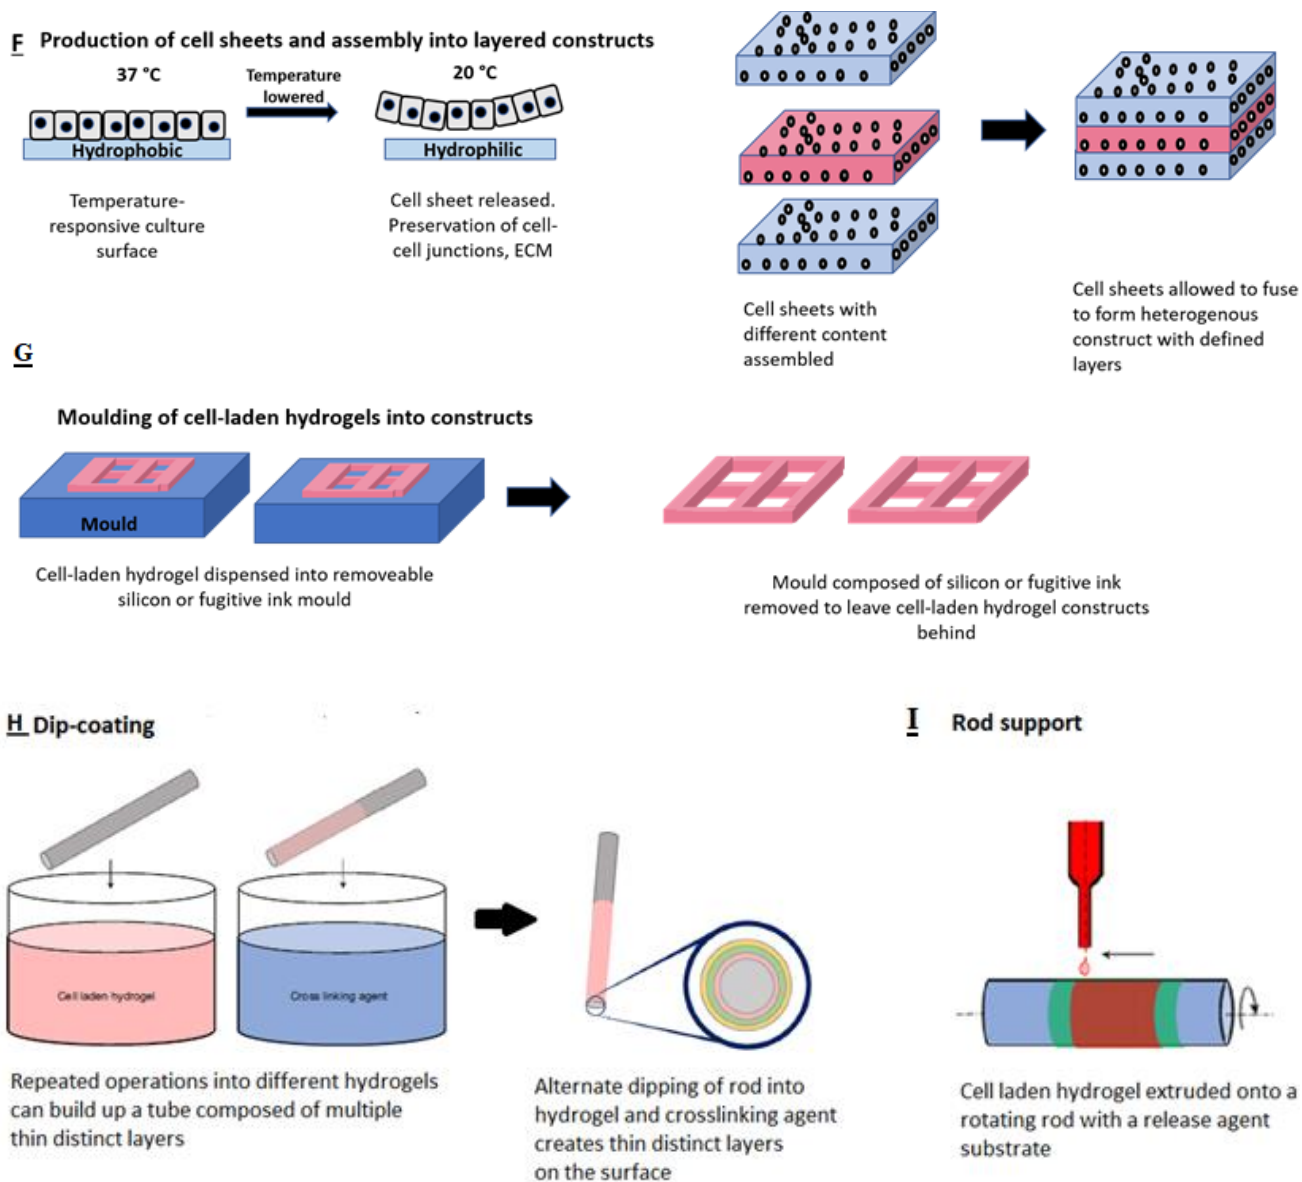 F Production of cell sheets and assembly into layered constructs
37 °C
Temperature
lowered
20 °C
Hydrophobic
Hydrophilic
Temperature-
responsive culture
surface
Cell sheet released.
Preservation of cell-
cell junctions, ECM
Cell sheets with
different content
assembled
Cell sheets allowed to fuse
to form heterogenous
construct with defined
layers
G
Moulding of cell-laden hydrogels into constructs
Mould
Cell-laden hydrogel dispensed into removeable
silicon or fugitive ink mould
Mould composed of silicon or fugitive ink
removed to leave cell-laden hydrogel constructs
behind
H Dip-coating
Cell laden hydrogel
Cross linking agent
Repeated operations into different hydrogels
can build up a tube composed of multiple
thin distinct layers
Alternate dipping of rod into
hydrogel and crosslinking agent
creates thin distinct layers
on the surface
I Rod support
Cell laden hydrogel extruded onto a
rotating rod with a release agent
substrate